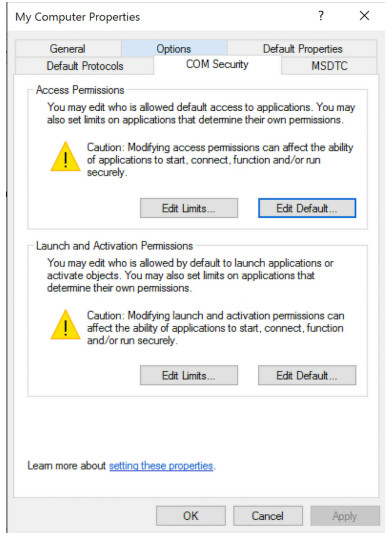 My Computer Properties ? ×
General Options Default Properties
Default Protocols COM Security MSDTC
Access Permissions
You may edit who is allowed default access to applications. You may
also set limits on applications that determine their own permissions.
Caution: Modifying access permissions can affect the ability
of applications to start, connect, function and/or run
securely.
Edit Limits... Edit Default...
Launch and Activation Permissions
You may edit who is allowed by default to launch applications or
activate objects. You may also set limits on applications that
determine their own permissions.
Caution: Modifying launch and activation permissions can
affect the ability of applications to start, connect, function
and/or run securely.
Edit Limits... Edit Default...
Learn more about setting these properties.
OK Cancel Apply